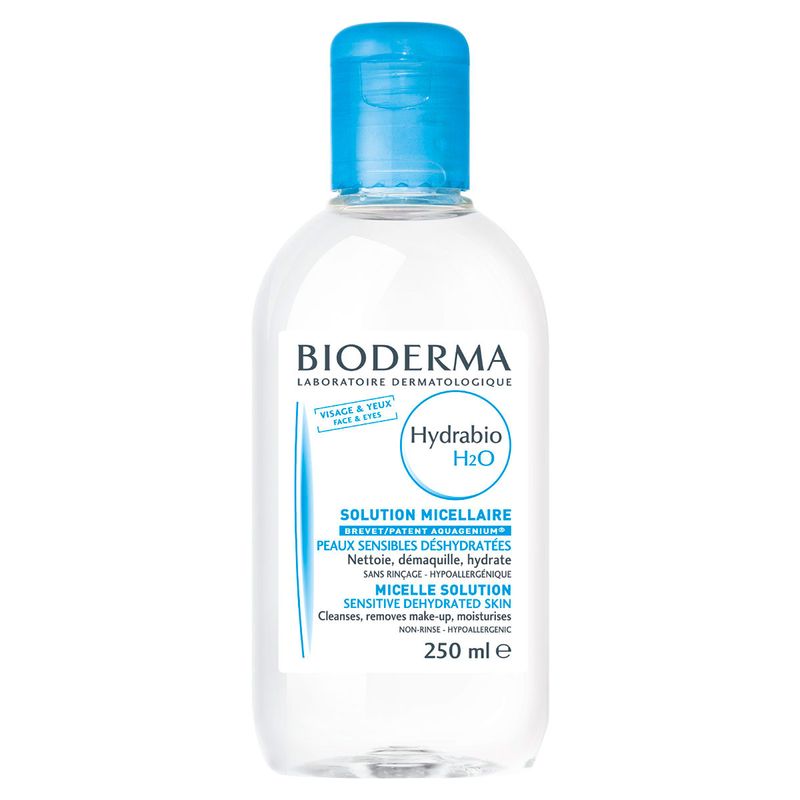 BIODERMA
LABORATOIRE DERMATOLOGIQUE
VISAGE & YEUX
FACE & EYES
Hydrabio
H2O
SOLUTION MICELLAIRE
BREVET/PATENT AQUAGENIUM®
PEAUX SENSIBLES DÉSHYDRATÉES
Nettoie, démaquille, hydrate
SANS RINÇAGE - HYPOALLERGÉNIQUE
MICELLE SOLUTION
SENSITIVE DEHYDRATED SKIN
Cleanses, removes make-up, moisturises
NON-RINSE - HYPOALLERGENIC
250 ml ℮